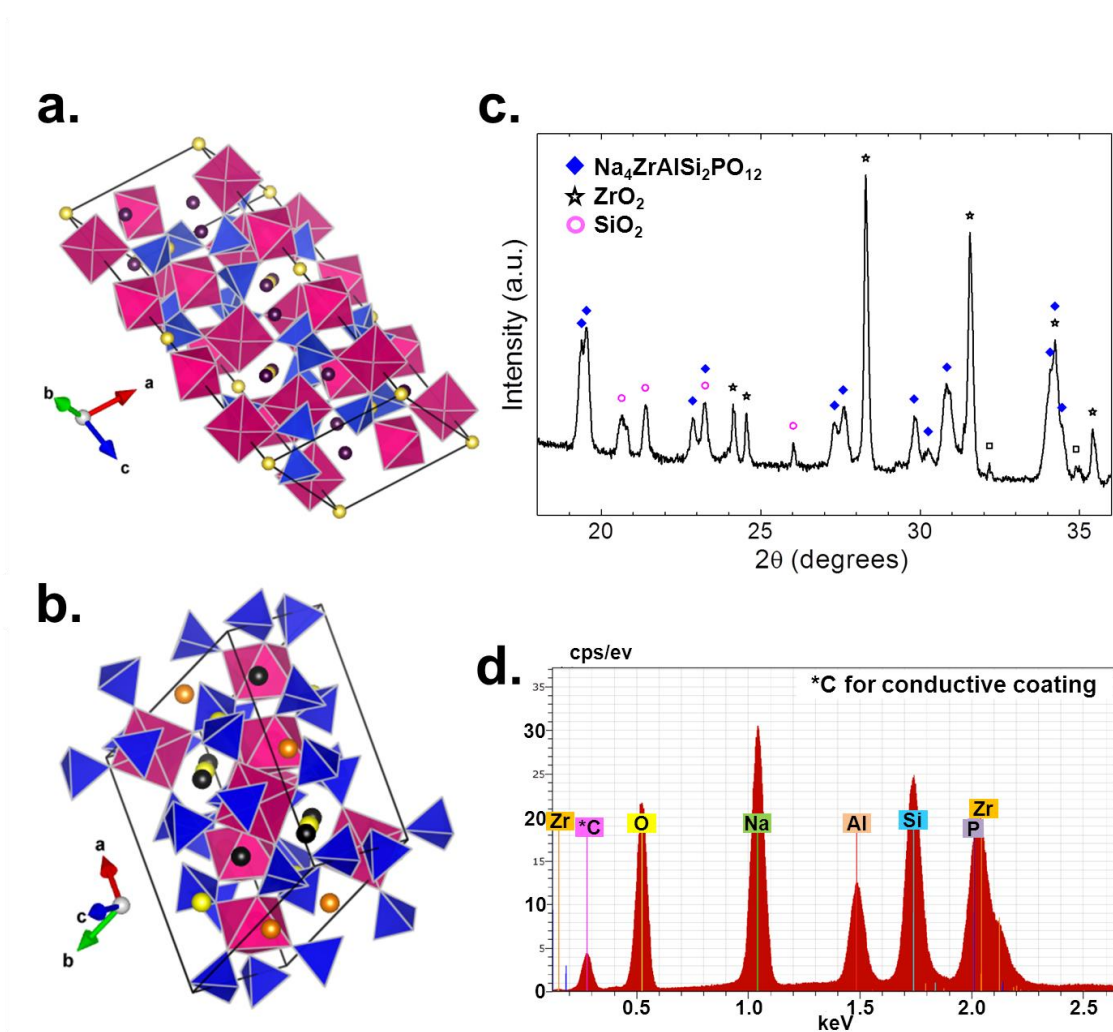 a.
b
a
c
c.
Na₄ZrAlSi₂PO₁₂
ZrO₂
SiO₂
Intensity (a.u.)
20
25
30
35
2θ (degrees)
b.
a
c
b
d.
cps/ev
*C for conductive coating
35
30
25
20
15
10
5
0
Zr
*C
O
Na
Al
Si
P
Zr
0.5
1.0
1.5
2.0
2.5
keV